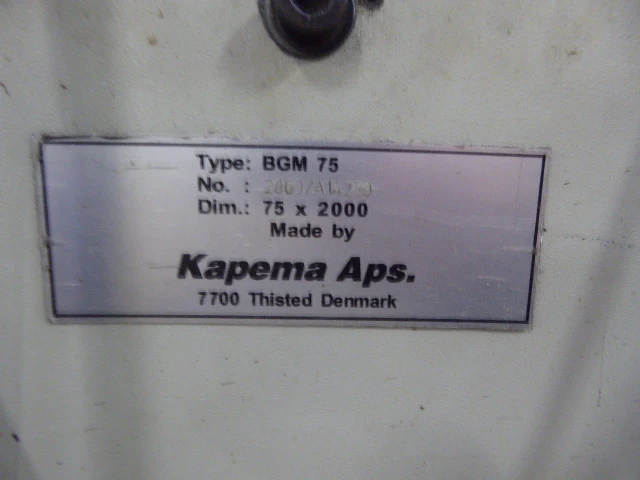 Type: BGM 75
No. :
Dim.: 75 x 2000
Made by
Kapema Aps.
7700 Thisted Denmark